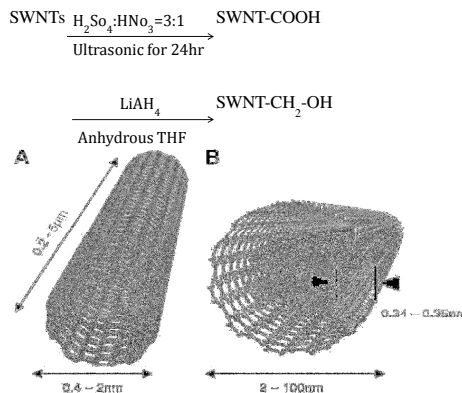 SWNTs H2So4:HNo3=3:1 SWNT-COOH
Ultrasonic for 24hr
LiAH4 SWNT-CH2-OH
Anhydrous THF
A B
0.2 – 5µm
0.34 – 0.36nm
0.4 – 2nm 2 – 100nm